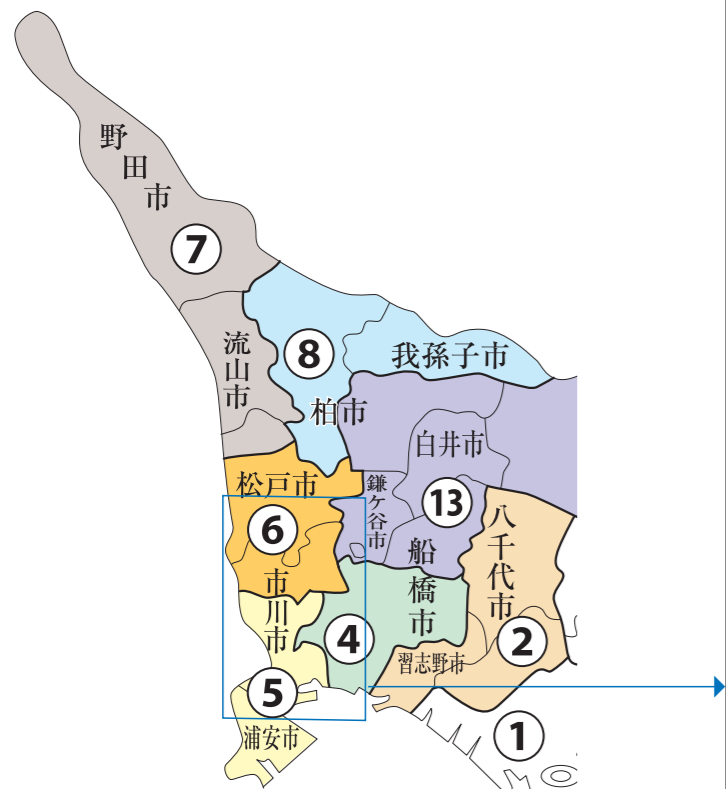 野田市
7
流山市
8
我孫子市
柏市
白井市
松戸市
鎌ケ谷市
13
6
船橋市
八千代市
市川市
4
2
習志野市
5
浦安市
1